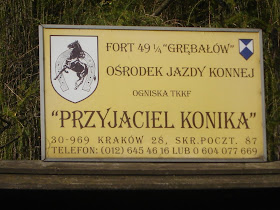 FORT 49 ¼ "GRĘBAŁÓW"
OŚRODEK JAZDY KONNEJ
OGNISKA TKKF
"PRZYJACIEL KONIKA"
30-969 KRAKÓW 28, SKR.POCZT. 87
TELEFON: (012) 645 46 16 LUB 0 604 077 669